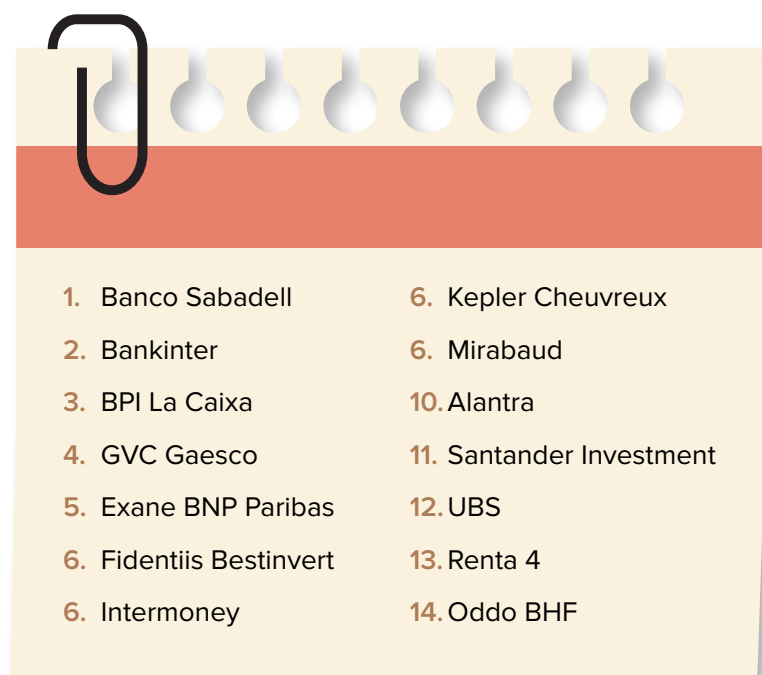 1. Banco Sabadell
2. Bankinter
3. BPI La Caixa
4. GVC Gaesco
5. Exane BNP Paribas
6. Fidentiis Bestinvert
6. Intermoney
6. Kepler Cheuvreux
6. Mirabaud
10. Alantra
11. Santander Investment
12. UBS
13. Renta 4
14. Oddo BHF